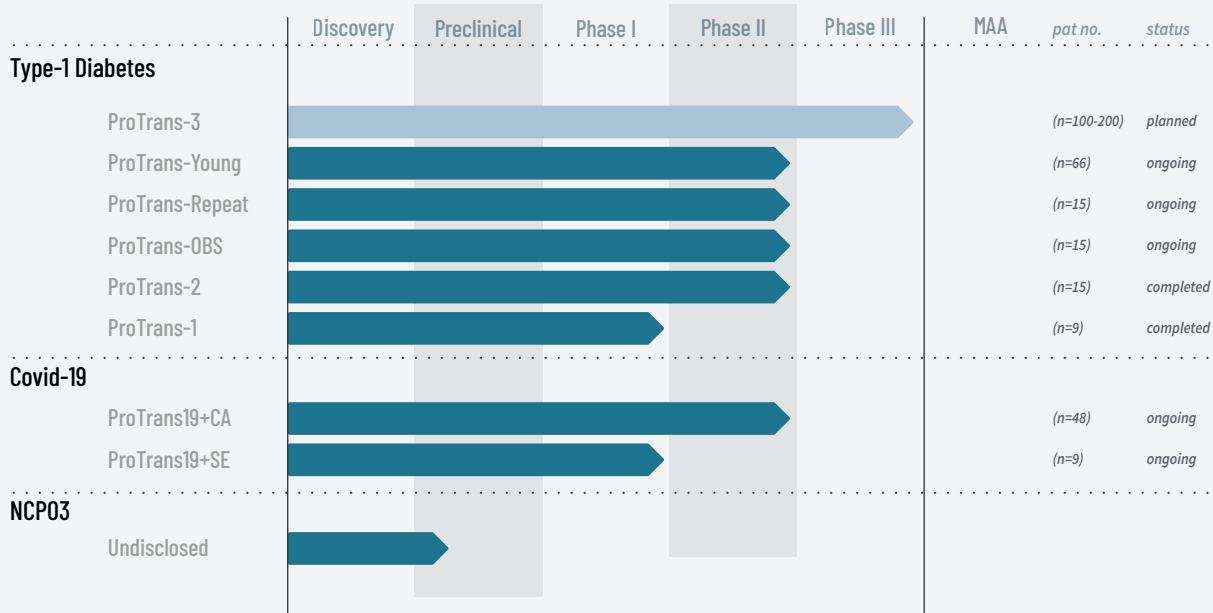 Discovery Preclinical Phase I Phase II Phase III MAA pat no. status
Type-1 Diabetes
ProTrans-3 (n=100-200) planned
ProTrans-Young (n=66) ongoing
ProTrans-Repeat (n=15) ongoing
ProTrans-OBS (n=15) ongoing
ProTrans-2 (n=15) completed
ProTrans-1 (n=9) completed
Covid-19
ProTrans19+CA (n=48) ongoing
ProTrans19+SE (n=9) ongoing
NCP03
Undisclosed